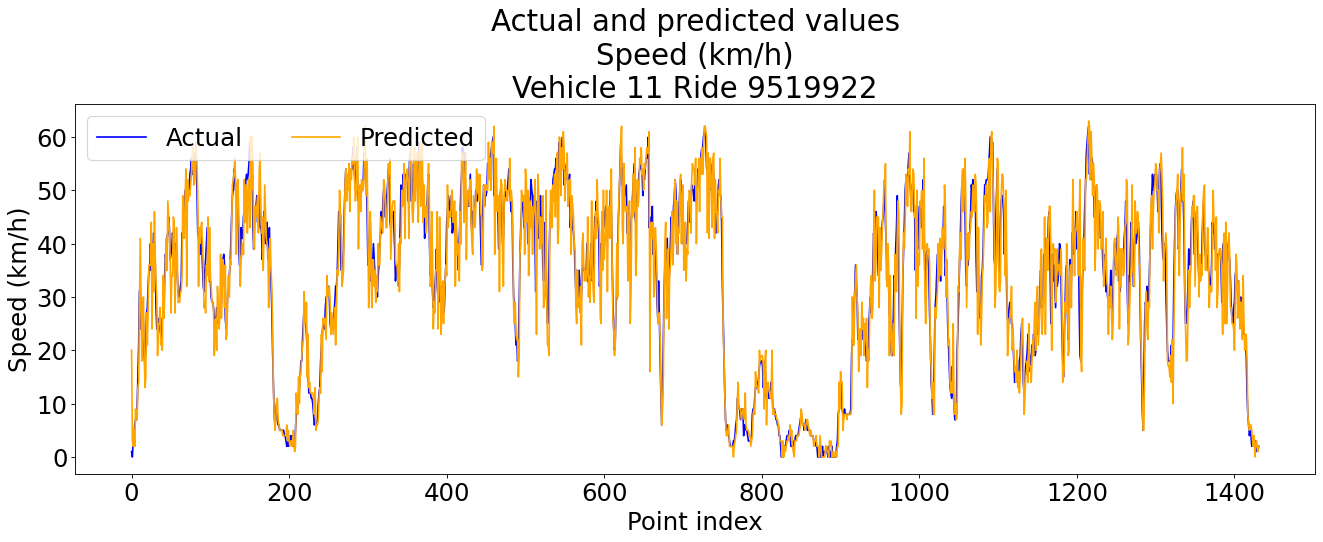 Actual and predicted values
Speed (km/h)
Vehicle 11 Ride 9519922
Actual Predicted
Speed (km/h)
60
50
40
30
20
10
0
0 200 400 600 800 1000 1200 1400
Point index